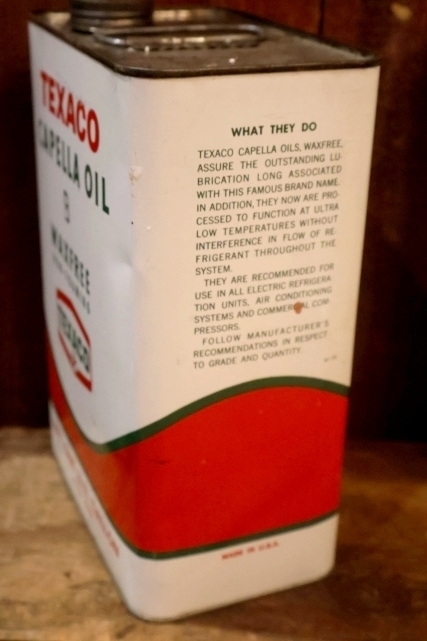 TEXACO
CAPELLA OIL
B
WAXFREE
TEXACO
WHAT THEY DO
TEXACO CAPELLA OILS, WAXFREE,
ASSURE THE OUTSTANDING LU-
BRICATION LONG ASSOCIATED
WITH THIS FAMOUS BRAND NAME.
IN ADDITION, THEY NOW ARE PRO-
CESSED TO FUNCTION AT ULTRA
LOW TEMPERATURES WITHOUT
INTERFERENCE IN FLOW OF RE-
FRIGERANT THROUGHOUT THE
SYSTEM.
THEY ARE RECOMMENDED FOR
USE IN ALL ELECTRIC REFRIGERA-
TION UNITS, AIR CONDITIONING
SYSTEMS AND COMMERCIAL COM-
PRESSORS.
FOLLOW MANUFACTURER'S
RECOMMENDATIONS IN RESPECT
TO GRADE AND QUANTITY.
MADE IN U.S.A.